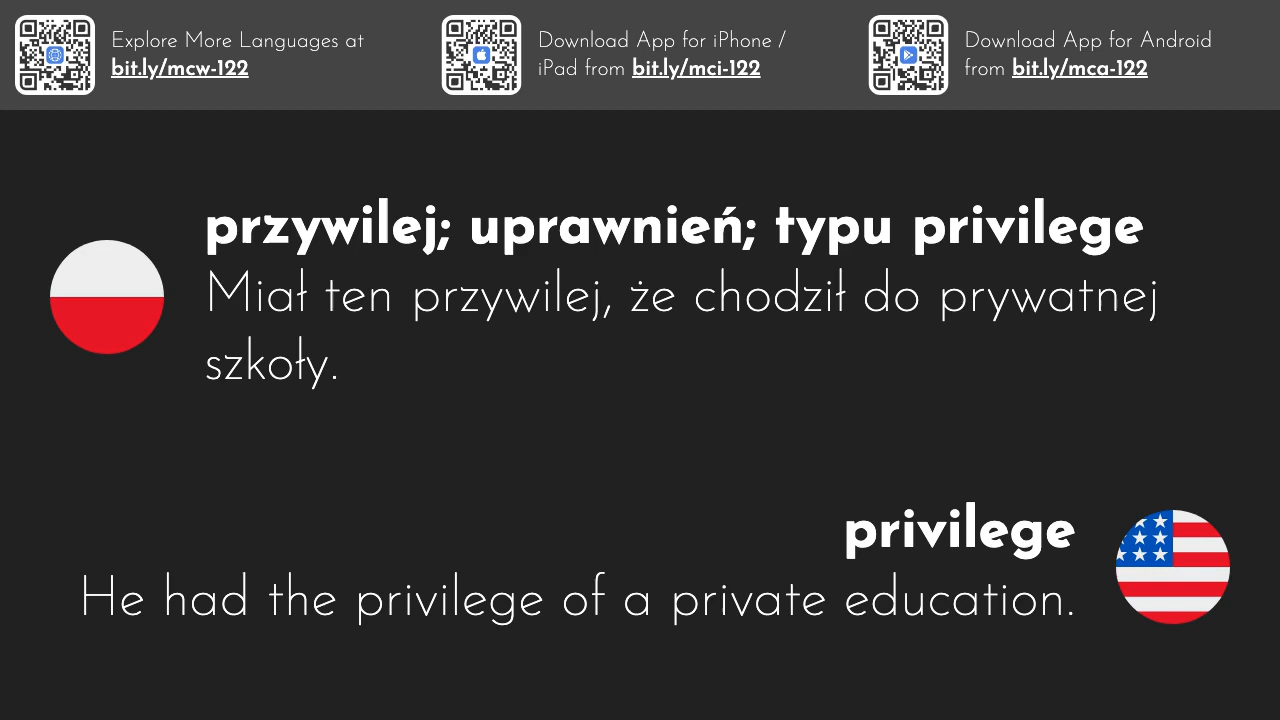 Explore More Languages at
bit.ly/mcw-122
Download App for iPhone /
iPad from bit.ly/mci-122
Download App for Android
from bit.ly/mca-122
przywilej; uprawnień; typu privilege
Miał ten przywilej, że chodził do prywatnej
szkoły.
privilege
He had the privilege of a private education.